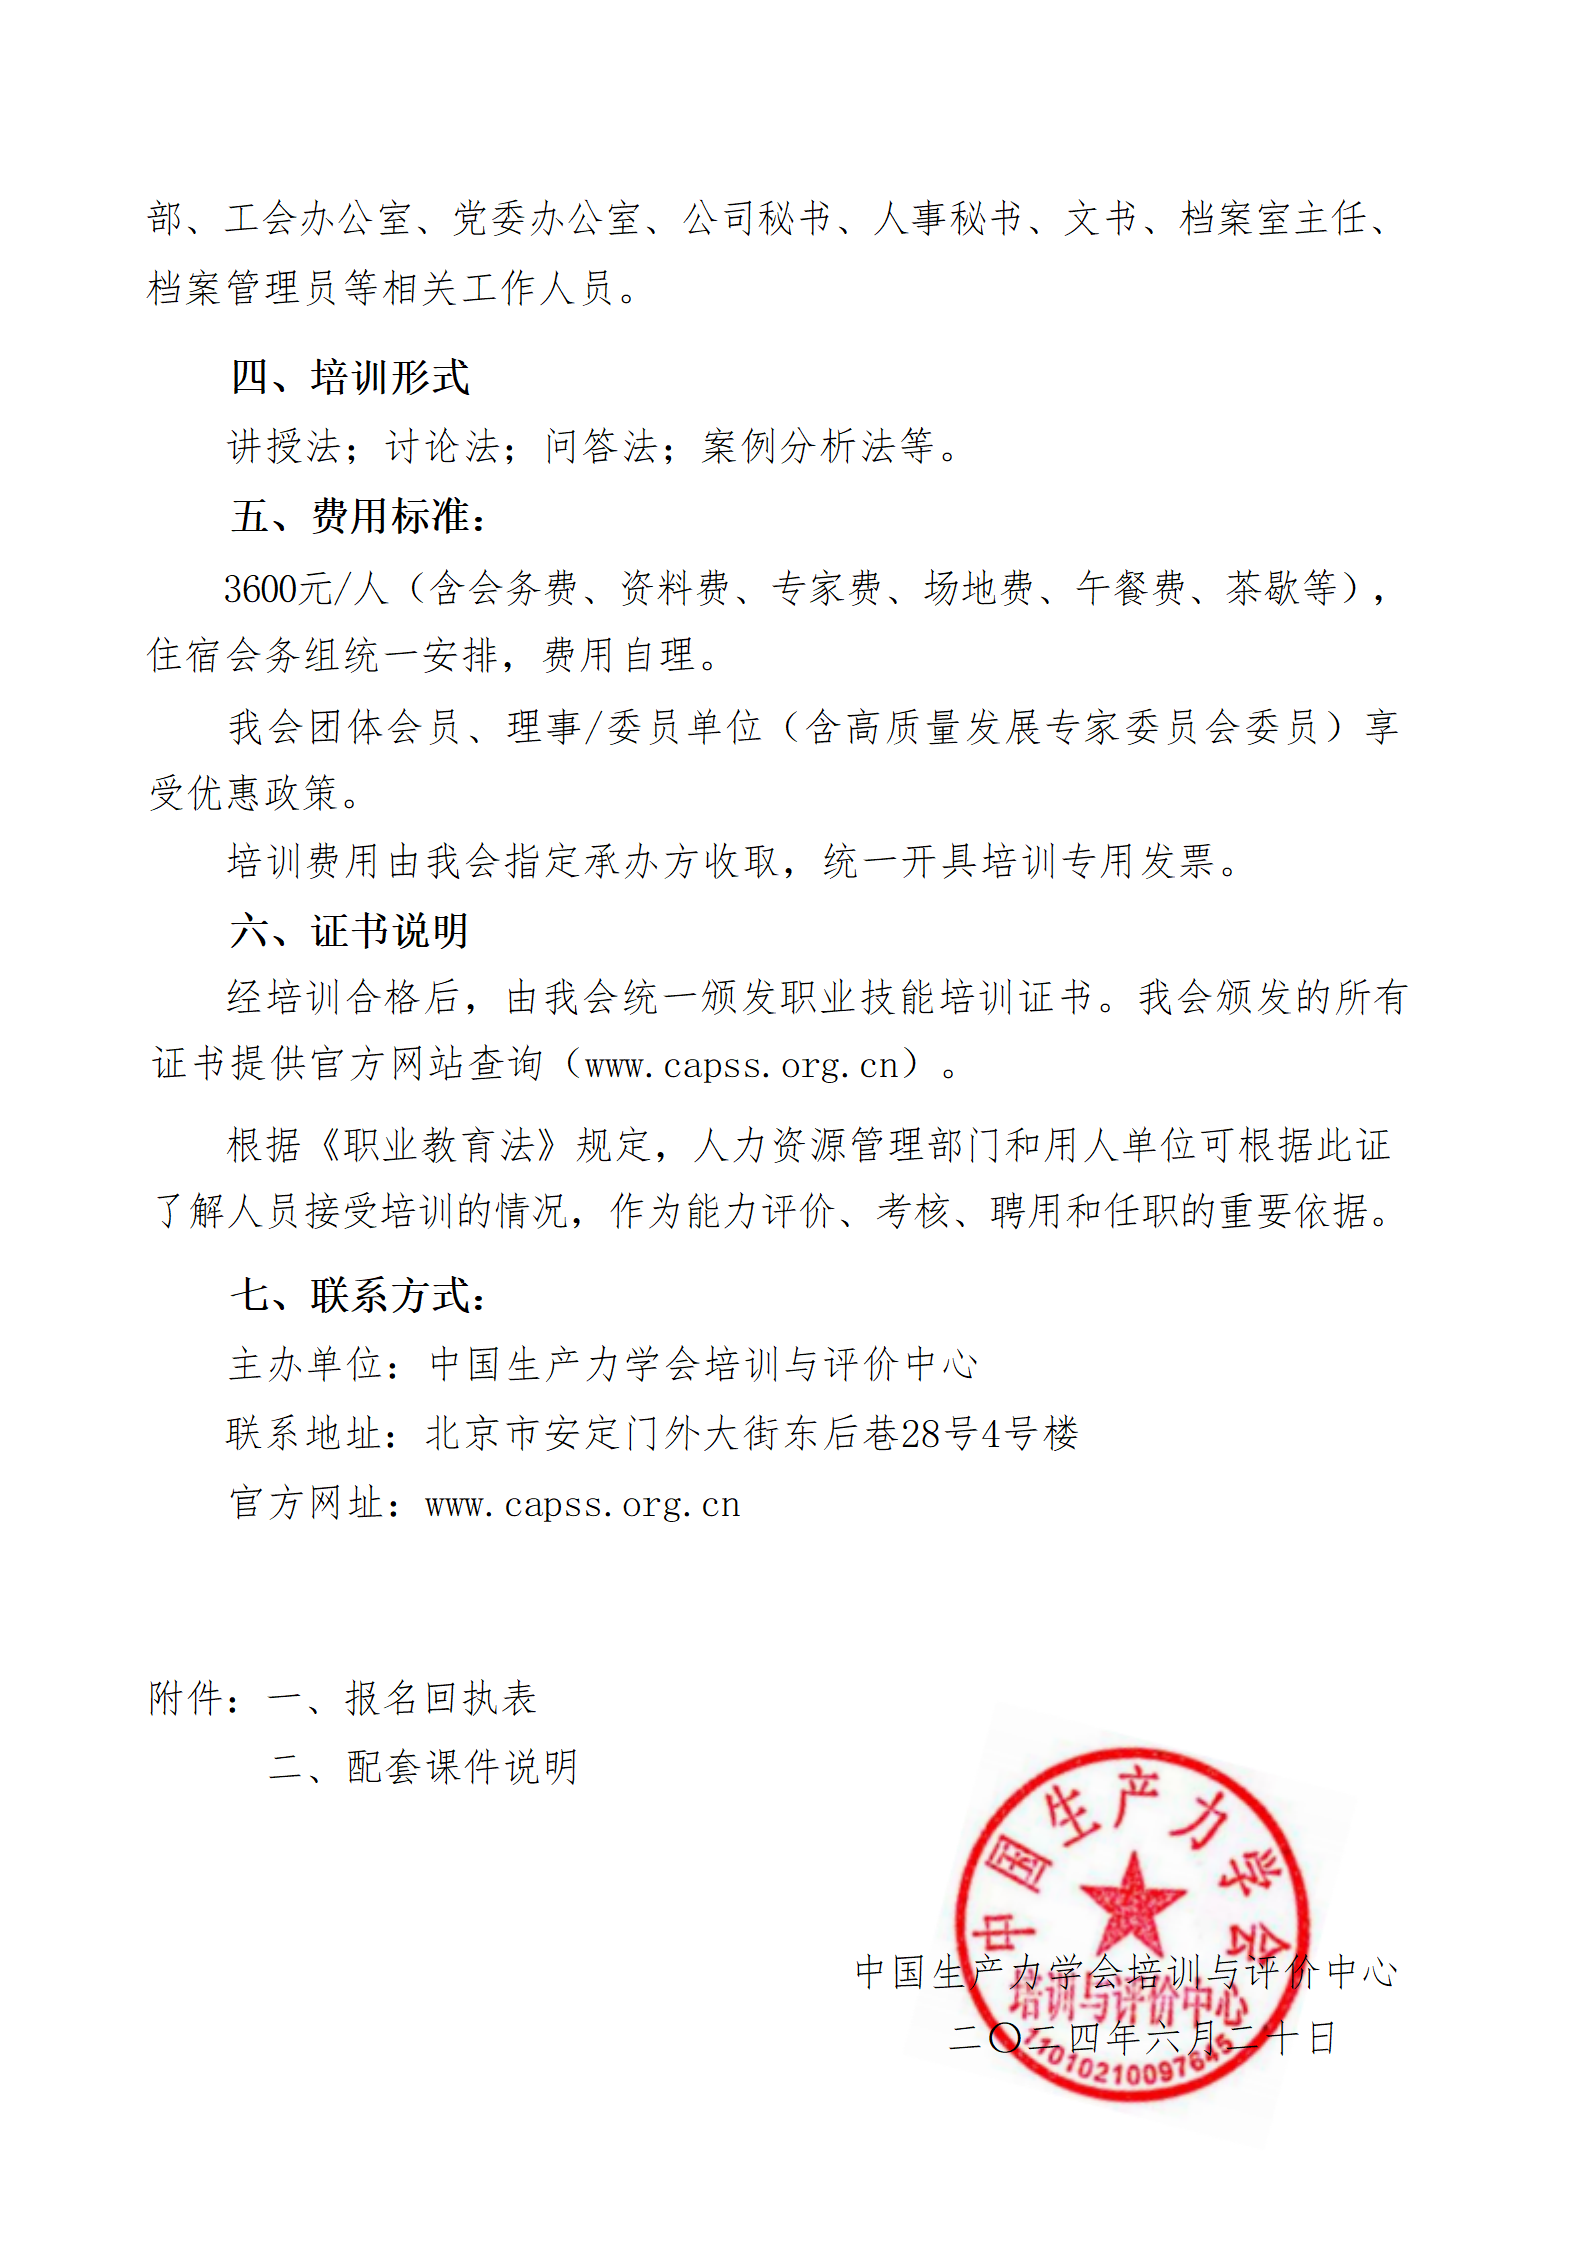 部、工会办公室、党委办公室、公司秘书、人事秘书、文书、档案室主任、
档案管理员等相关工作人员。
四、培训形式
讲授法；讨论法；问答法；案例分析法等。
五、费用标准：
3600元/人（含会务费、资料费、专家费、场地费、午餐费、茶歇等），
住宿会务组统一安排，费用自理。
我会团体会员、理事/委员单位（含高质量发展专家委员会委员）享
受优惠政策。
培训费用由我会指定承办方收取，统一开具培训专用发票。
六、证书说明
经培训合格后，由我会统一颁发职业技能培训证书。我会颁发的所有
证书提供官方网站查询（www.capss.org.cn）。
根据《职业教育法》规定，人力资源管理部门和用人单位可根据此证
了解人员接受培训的情况，作为能力评价、考核、聘用和任职的重要依据。
七、联系方式：
主办单位：中国生产力学会培训与评价中心
联系地址：北京市安定门外大街东后巷28号4号楼
官方网址：www.capss.org.cn
附件：一、报名回执表
二、配套课件说明
中国生产力学会
中国生产力学会培训与评价中心
培训与评价中心
二〇二四年六月二十日
11010210097645